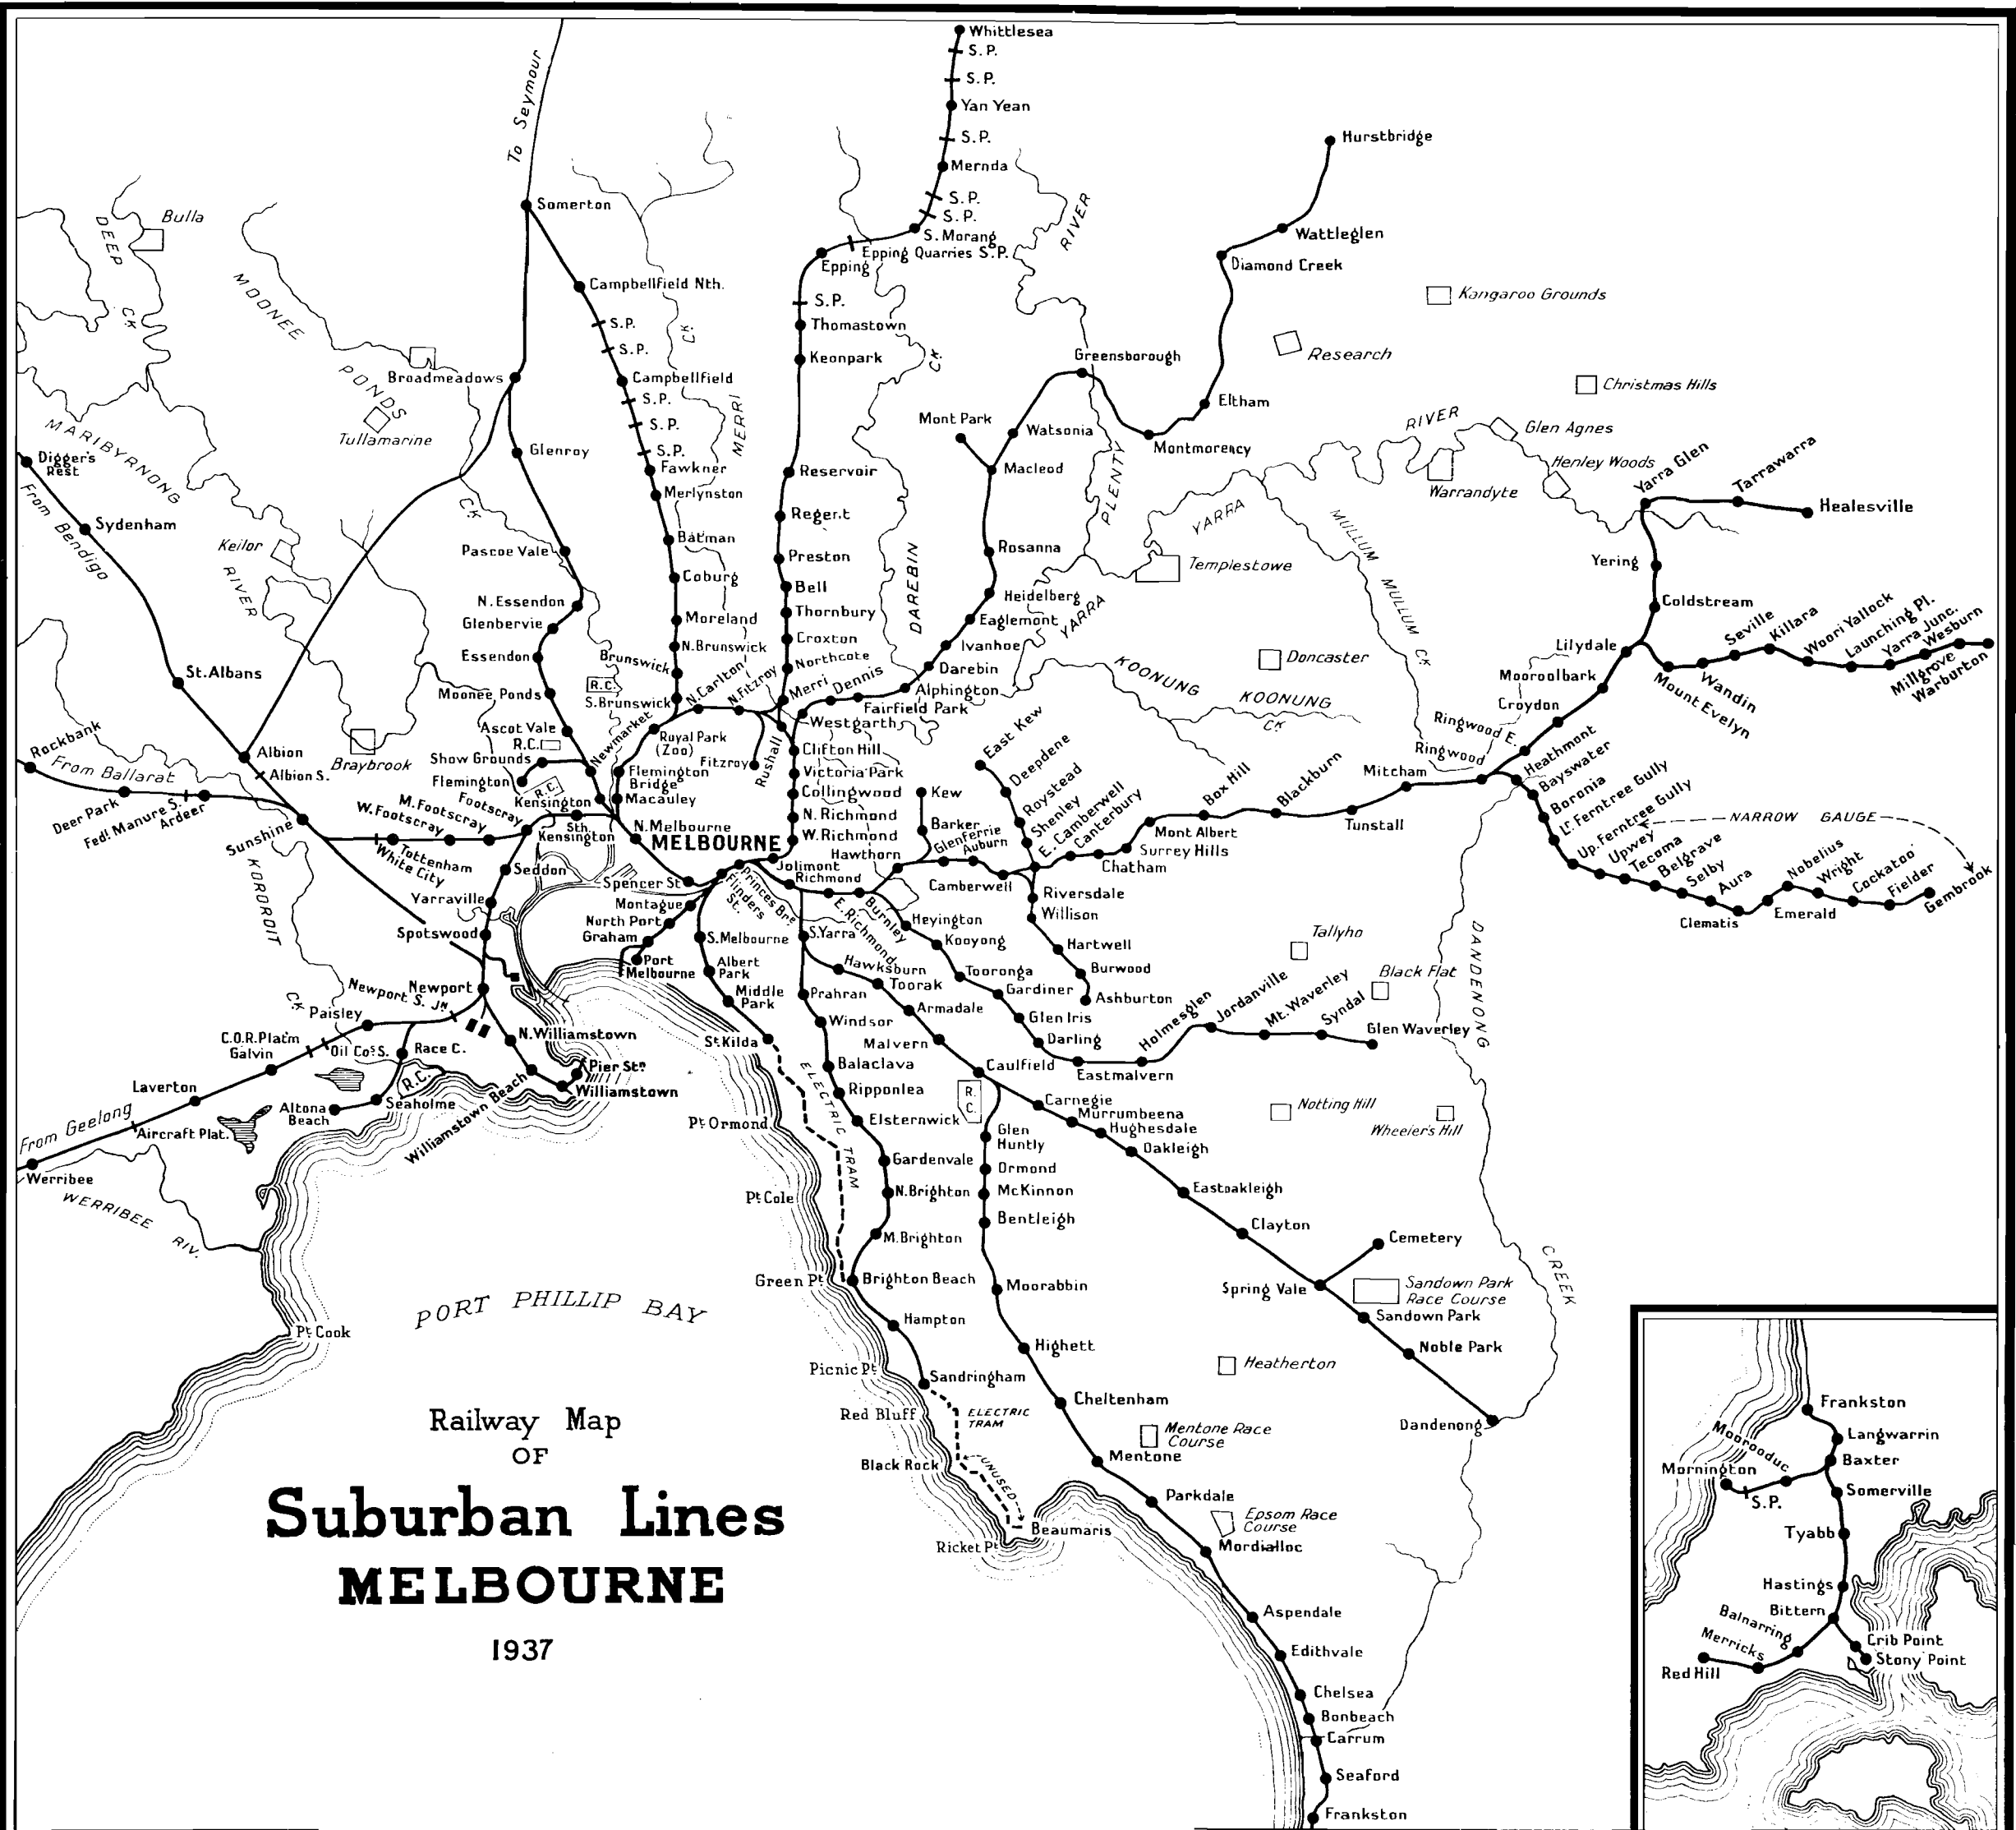 Whittlesea
S.P.
S.P.
Yan Yean
S.P.
Mernda
S.P.
S.P.
S. Morang
Epping Quarries S.P.
Epping
S.P.
Thomastown
Keonpark
Reservoir
Regent
Preston
Bell
Thornbury
Croxton
Northcote
Merri
Dennis
Westgarth
Fairfield Park
Alphington
Darebin
Ivanhoe
Eaglemont
Heidelberg
Rosanna
Macleod
Mont Park
Watsonia
Greensborough
Montmorency
Eltham
Diamond Creek
Wattleglen
Hurstbridge
To Seymour
Somerton
Campbellfield Nth.
S.P.
S.P.
Campbellfield
S.P.
S.P.
S.P.
Fawkner
Merlynston
Batman
Coburg
Moreland
N.Brunswick
Brunswick
S.Brunswick
R.C.
N.Carlton
N.Fitzroy
Royal Park
(Zoo)
Fitzroy
Rushall
Clifton Hill
Victoria Park
Collingwood
N. Richmond
W. Richmond
Jolimont
Flemington
Bridge
Macauley
Broadmeadows
Glenroy
Pascoe Vale
N.Essendon
Glenbervie
Essendon
Moonee Ponds
Ascot Vale
R.C.
Newmarket
Show Grounds
Flemington
R.C.
Kensington
Sth.
Kensington
N.Melbourne
MELBOURNE
Spencer St
Flinders
St.
Princes Bge.
Bulla
DEEP
CK
MOONEE
PONDS
CK
Tullamarine
MARIBYRNONG
RIVER
Keilor
Braybrook
MERRI
CK.
DAREBIN
CK.
PLENTY
RIVER
YARRA
YARRA
RIVER
Digger's
Rest
From Bendigo
Sydenham
St.Albans
Albion
Albion S.
Rockbank
From Ballarat
Deer Park
Fed! Manure S.
Ardeer
Sunshine
KOROROIT
CK
Tottenham
White City
W.Footscray
M.Footscray
Footscray
Seddon
Yarraville
Spotswood
Newport
Newport S. Jn
Paisley
C.O.R. Platm
Galvin
Oil Cos S.
Race C.
R.C.
Laverton
Altona
Beach
Seaholme
From Geelong
Aircraft Plat.
Werribee
WERRIBEE
RIV.
N.Williamstown
Williamstown Beach
Pier Stn
Williamstown
Montague
North Port
Graham
Port
Melbourne
S.Melbourne
Albert
Park
Middle
Park
St.Kilda
ELECTRIC TRAM
Richmond
E. Richmond
Burnley
Hawthorn
Barker
Kew
Glenferrie
Auburn
Camberwell
E. Camberwell
Canterbury
Chatham
Surrey Hills
Mont Albert
Box Hill
Blackburn
Tunstall
Mitcham
Ringwood
Ringwood E.
Croydon
Mooroolbark
Lilydale
Coldstream
Yering
Yarra Glen
Tarrawarra
Healesville
East Kew
Deepdene
Roystead
Shenley
Riversdale
Willison
Hartwell
Burwood
Ashburton
Mount Evelyn
Wandin
Seville
Killara
Woori Yallock
Launching Pl.
Yarra Junc.
Wesburn
Millgrove
Warburton
Heathmont
Bayswater
Boronia
Lr. Ferntree Gully
Up. Ferntree Gully
NARROW GAUGE
Upwey
Tecoma
Belgrave
Selby
Aura
Clematis
Emerald
Nobelius
Wright
Cockatoo
Fielder
Gembrook
Kangaroo Grounds
Research
Christmas Hills
Glen Agnes
Henley Woods
Warrandyte
Templestowe
Doncaster
MULLUM MULLUM CK
KOONUNG KOONUNG
CK
Heyington
Kooyong
Tooronga
Gardiner
Glen Iris
Darling
Eastmalvern
Holmesglen
Jordanville
Mt. Waverley
Syndal
Glen Waverley
Tallyho
Black Flat
Notting Hill
Wheeler's Hill
DANDENONG
CREEK
S.Yarra
Hawksburn
Toorak
Armadale
Malvern
Caulfield
R.
C.
Carnegie
Murrumbeena
Hughesdale
Oakleigh
Eastoakleigh
Clayton
Spring Vale
Cemetery
Sandown Park
Race Course
Sandown Park
Noble Park
Dandenong
Prahran
Windsor
Balaclava
Ripponlea
Elsternwick
Gardenvale
N.Brighton
M.Brighton
Brighton Beach
Hampton
Sandringham
ELECTRIC
TRAM
UNUSED
Beaumaris
Glen
Huntly
Ormond
McKinnon
Bentleigh
Moorabbin
Highett
Cheltenham
Mentone
Parkdale
Mordialloc
Aspendale
Edithvale
Chelsea
Bonbeach
Carrum
Seaford
Frankston
Heatherton
Mentone Race
Course
Epsom Race
Course
Pt. Ormond
Pt. Cole
Green Pt
Picnic Pt
Red Bluff
Black Rock
Ricket Pt
Pt. Cook
PORT PHILLIP BAY
Railway Map
OF
Suburban Lines
MELBOURNE
1937
Frankston
Langwarrin
Baxter
Moorooduc
Mornington
S.P.
Somerville
Tyabb
Hastings
Bittern
Balnarring
Merricks
Red Hill
Crib Point
Stony Point